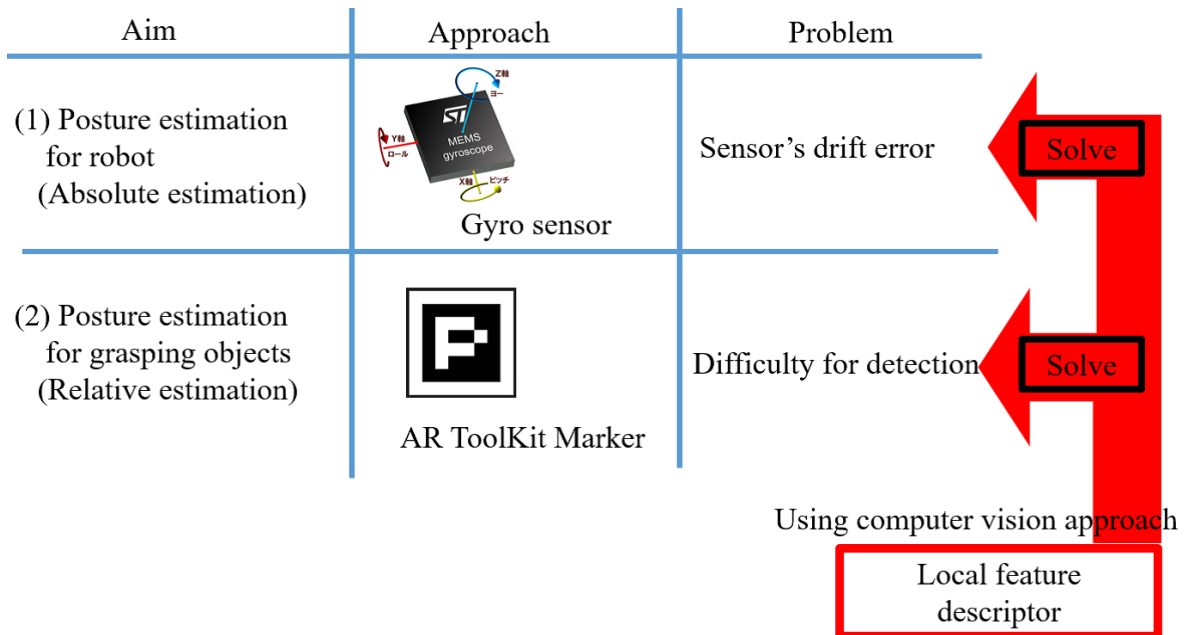 Aim
Approach
Problem
(1) Posture estimation
for robot
(Absolute estimation)
Z軸
ヨー
ST
MEMS
gyroscope
Y軸
ロール
X軸
ピッチ
Gyro sensor
Sensor’s drift error
Solve
(2) Posture estimation
for grasping objects
(Relative estimation)
P
AR ToolKit Marker
Difficulty for detection
Solve
Using computer vision approach
Local feature
descriptor